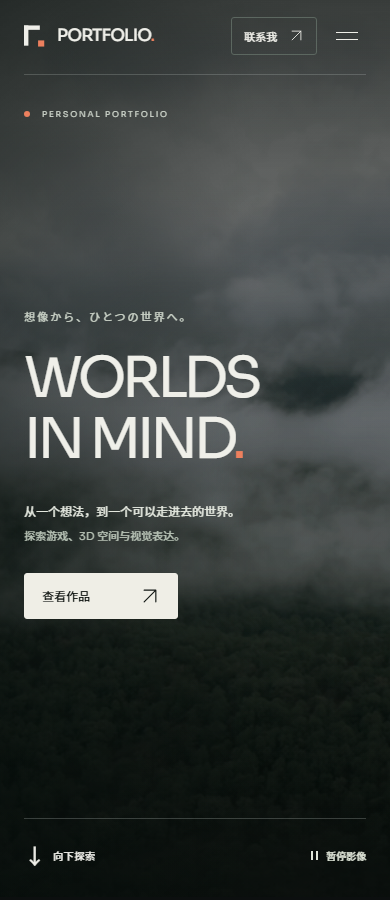 PORTFOLIO.
联系我
PERSONAL PORTFOLIO
想像から、ひとつの世界へ。
WORLDS
IN MIND.
从一个想法，到一个可以走进去的世界。
探索游戏、3D 空间与视觉表达。
查看作品
向下探索
暂停影像